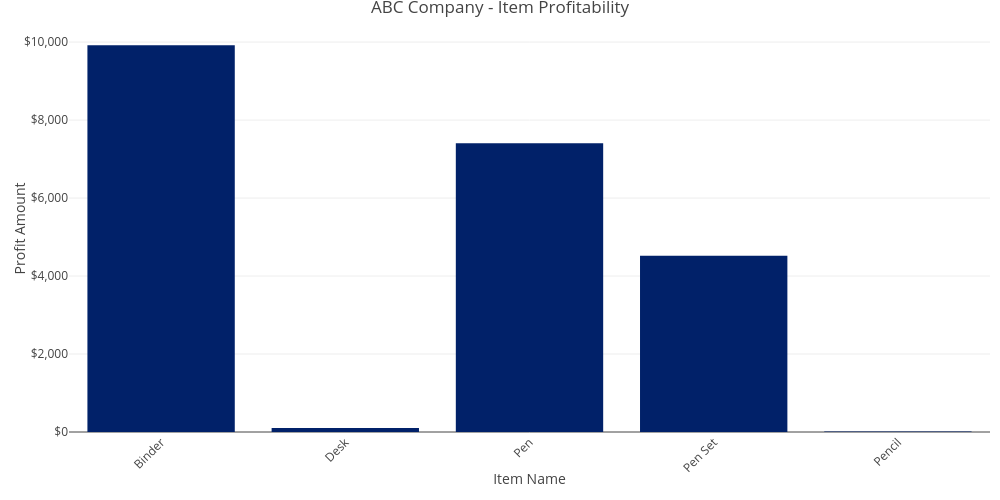 ABC Company - Item Profitability
$10,000
$8,000
$6,000
$4,000
$2,000
$0
Profit Amount
Binder
Desk
Pen
Pen Set
Pencil
Item Name